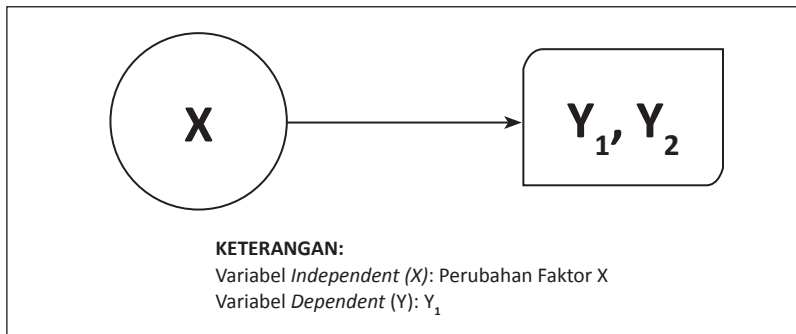 X
Y₁, Y₂
KETERANGAN:
Variabel Independent (X): Perubahan Faktor X
Variabel Dependent (Y): Y₁